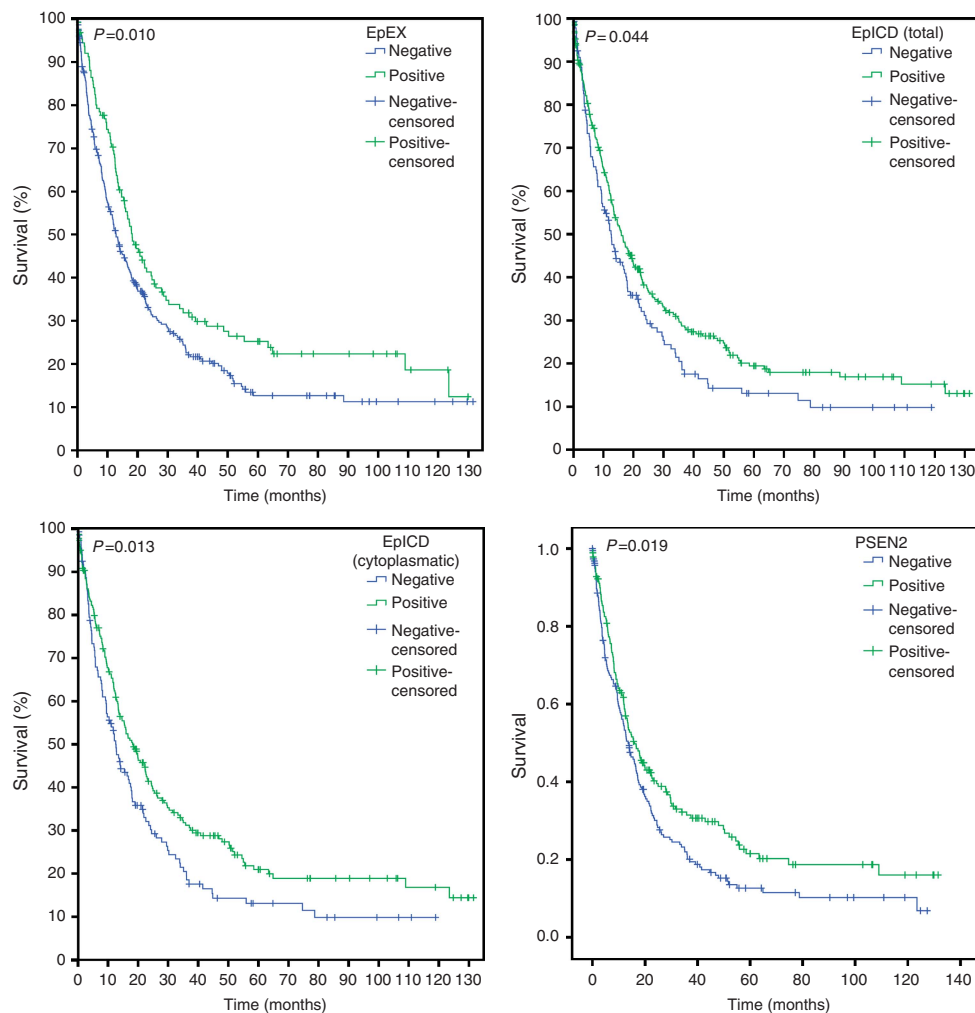 P=0.010
EpEX
Negative
Positive
Negative-
censored
Positive-
censored
Survival (%)
100
90
80
70
60
50
40
30
20
10
0
0 10 20 30 40 50 60 70 80 90 100 110 120 130
Time (months)
P=0.044
EpICD (total)
Negative
Positive
Negative-
censored
Positive-
censored
Survival (%)
100
90
80
70
60
50
40
30
20
10
0
0 10 20 30 40 50 60 70 80 90 100 110 120 130
Time (months)
P=0.013
EpICD
(cytoplasmatic)
Negative
Positive
Negative-
censored
Positive-
censored
Survival (%)
100
90
80
70
60
50
40
30
20
10
0
0 10 20 30 40 50 60 70 80 90 100 110 120 130
Time (months)
P=0.019
PSEN2
Negative
Positive
Negative-
censored
Positive-
censored
Survival
1.0
0.8
0.6
0.4
0.2
0.0
0 20 40 60 80 100 120 140
Time (months)